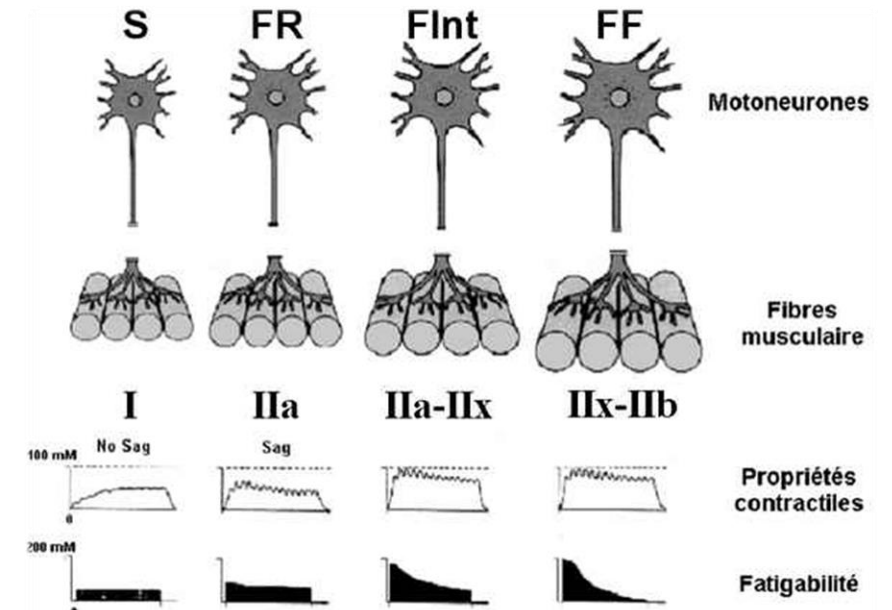 S FR FInt FF
Motoneurones
Fibres
musculaire
I IIa IIa-IIx IIx-IIb
No Sag Sag
100 mM
Propriétés
contractiles
0
200 mM
Fatigabilité